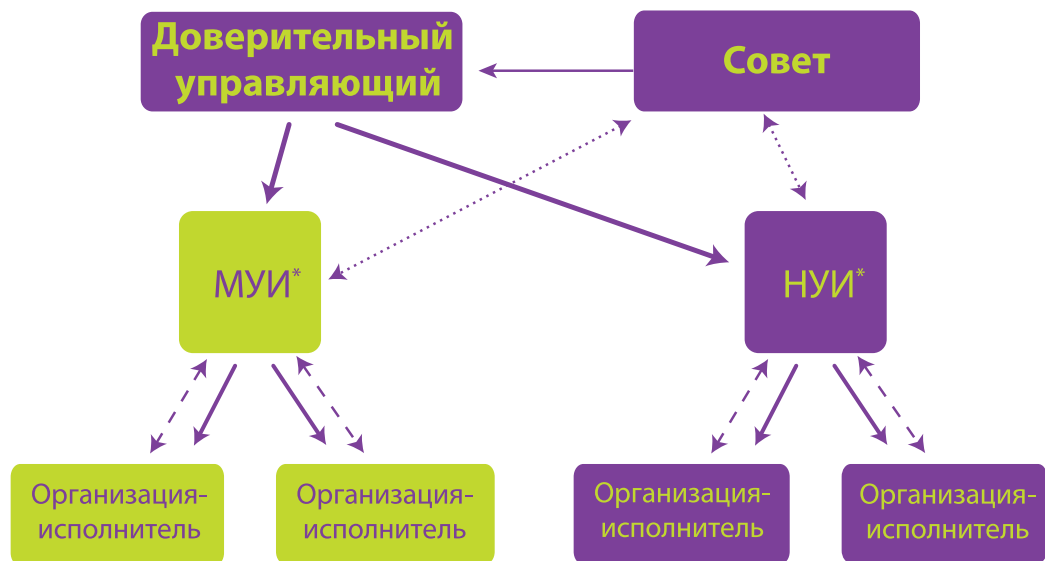 Доверительный
управляющий
Совет
МУИ*
НУИ*
Организация-
исполнитель
Организация-
исполнитель
Организация-
исполнитель
Организация-
исполнитель